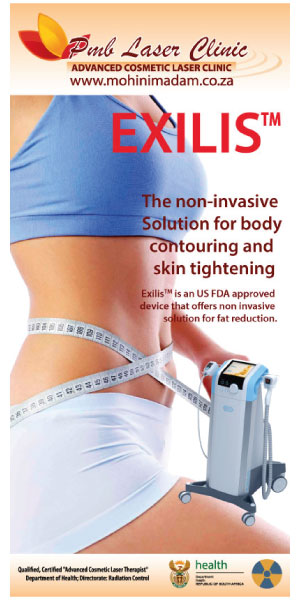 Pmb Laser Clinic
ADVANCED COSMETIC LASER CLINIC
www.mohinimadam.co.za
EXILIS™
The non-invasive
Solution for body
contouring and
skin tightening
Exilis™ is an US FDA approved
device that offers non invasive
solution for fat reduction.
Qualified, Certified "Advanced Cosmetic Laser Therapist"
Department of Health; Directorate: Radiation Control
health
Department:
Health
REPUBLIC OF SOUTH AFRICA